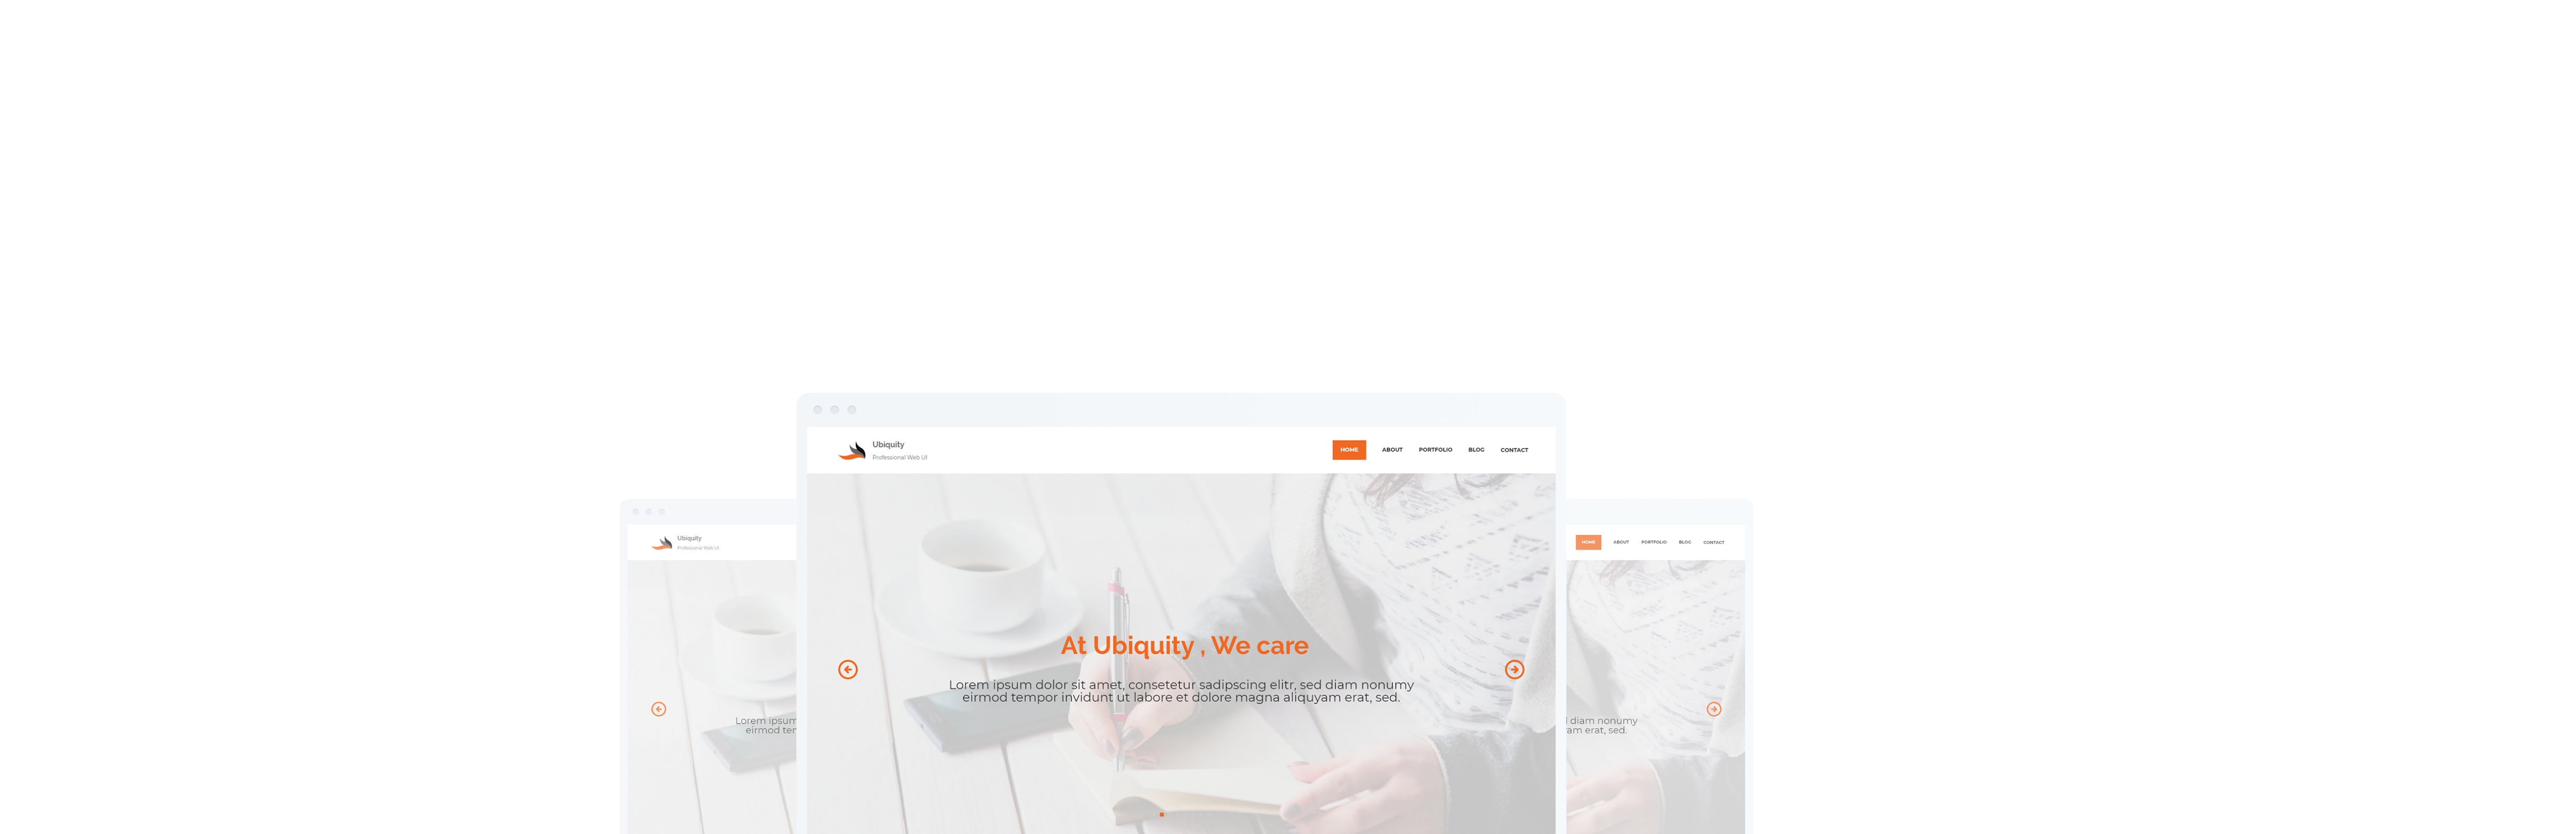 Ubiquity
Professional Web UI
HOME ABOUT PORTFOLIO BLOG CONTACT
At Ubiquity , We care
Lorem ipsum dolor sit amet, consetetur sadipscing elitr, sed diam nonumy
eirmod tempor invidunt ut labore et dolore magna aliquyam erat, sed.
Ubiquity
Professional Web UI
Lorem ipsum
eirmod
HOME ABOUT PORTFOLIO BLOG CONTACT
diam nonumy
erat, sed.